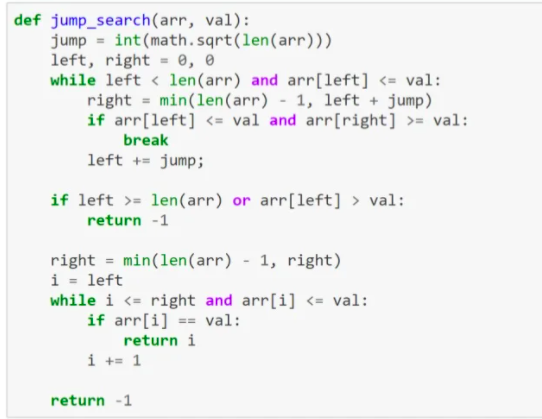 def jump_search(arr, val):
    jump = int(math.sqrt(len(arr)))
    left, right = 0, 0
    while left < len(arr) and arr[left] <= val:
        right = min(len(arr) - 1, left + jump)
        if arr[left] <= val and arr[right] >= val:
            break
        left += jump;

    if left >= len(arr) or arr[left] > val:
        return -1

    right = min(len(arr) - 1, right)
    i = left
    while i <= right and arr[i] <= val:
        if arr[i] == val:
            return i
        i += 1

    return -1